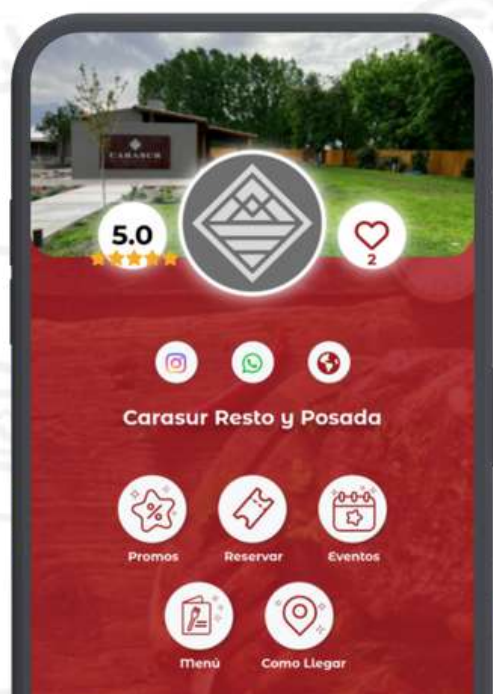 CARASUR
5.0
2
Carasur Resto y Posada
Promos
Reservar
Eventos
Menú
Como Llegar